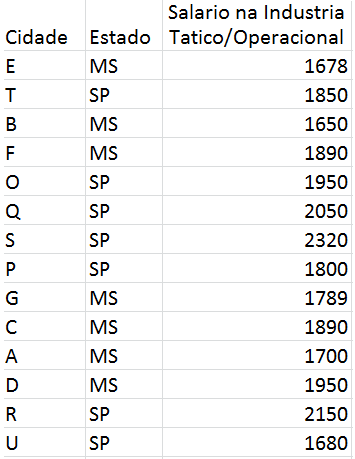 Cidade Estado Salario na Industria Tatico/Operacional
E MS 1678
T SP 1850
B MS 1650
F MS 1890
O SP 1950
Q SP 2050
S SP 2320
P SP 1800
G MS 1789
C MS 1890
A MS 1700
D MS 1950
R SP 2150
U SP 1680